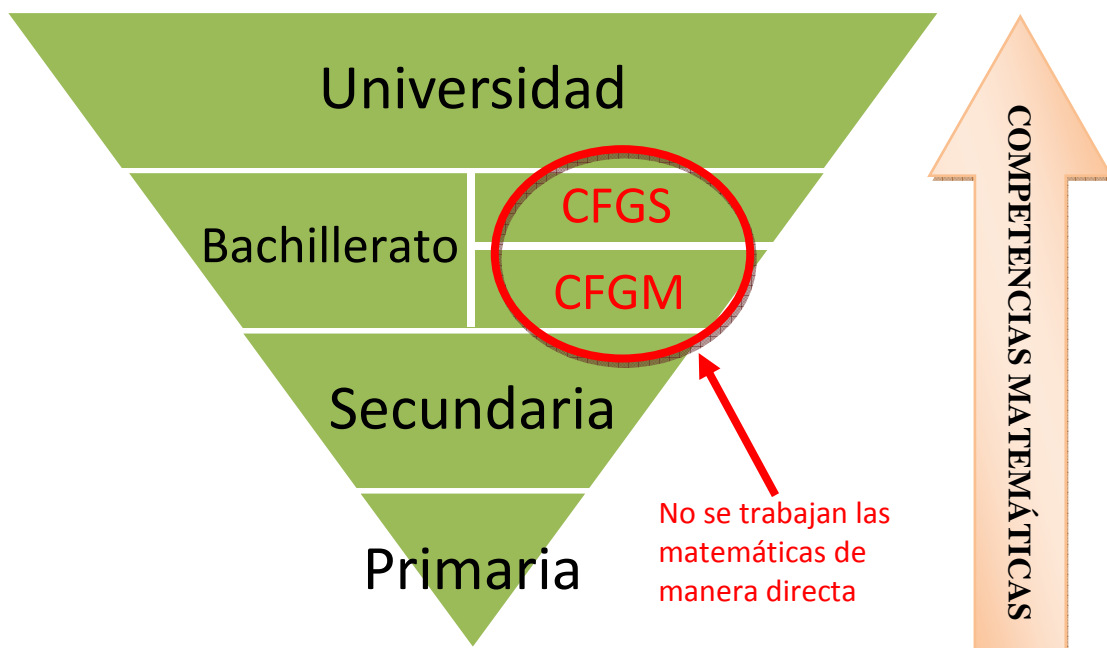 Universidad
CFGS
Bachillerato
CFGM
Secundaria
Primaria
No se trabajan las
matemáticas de
manera directa
COMPETENCIAS MATEMÁTICAS